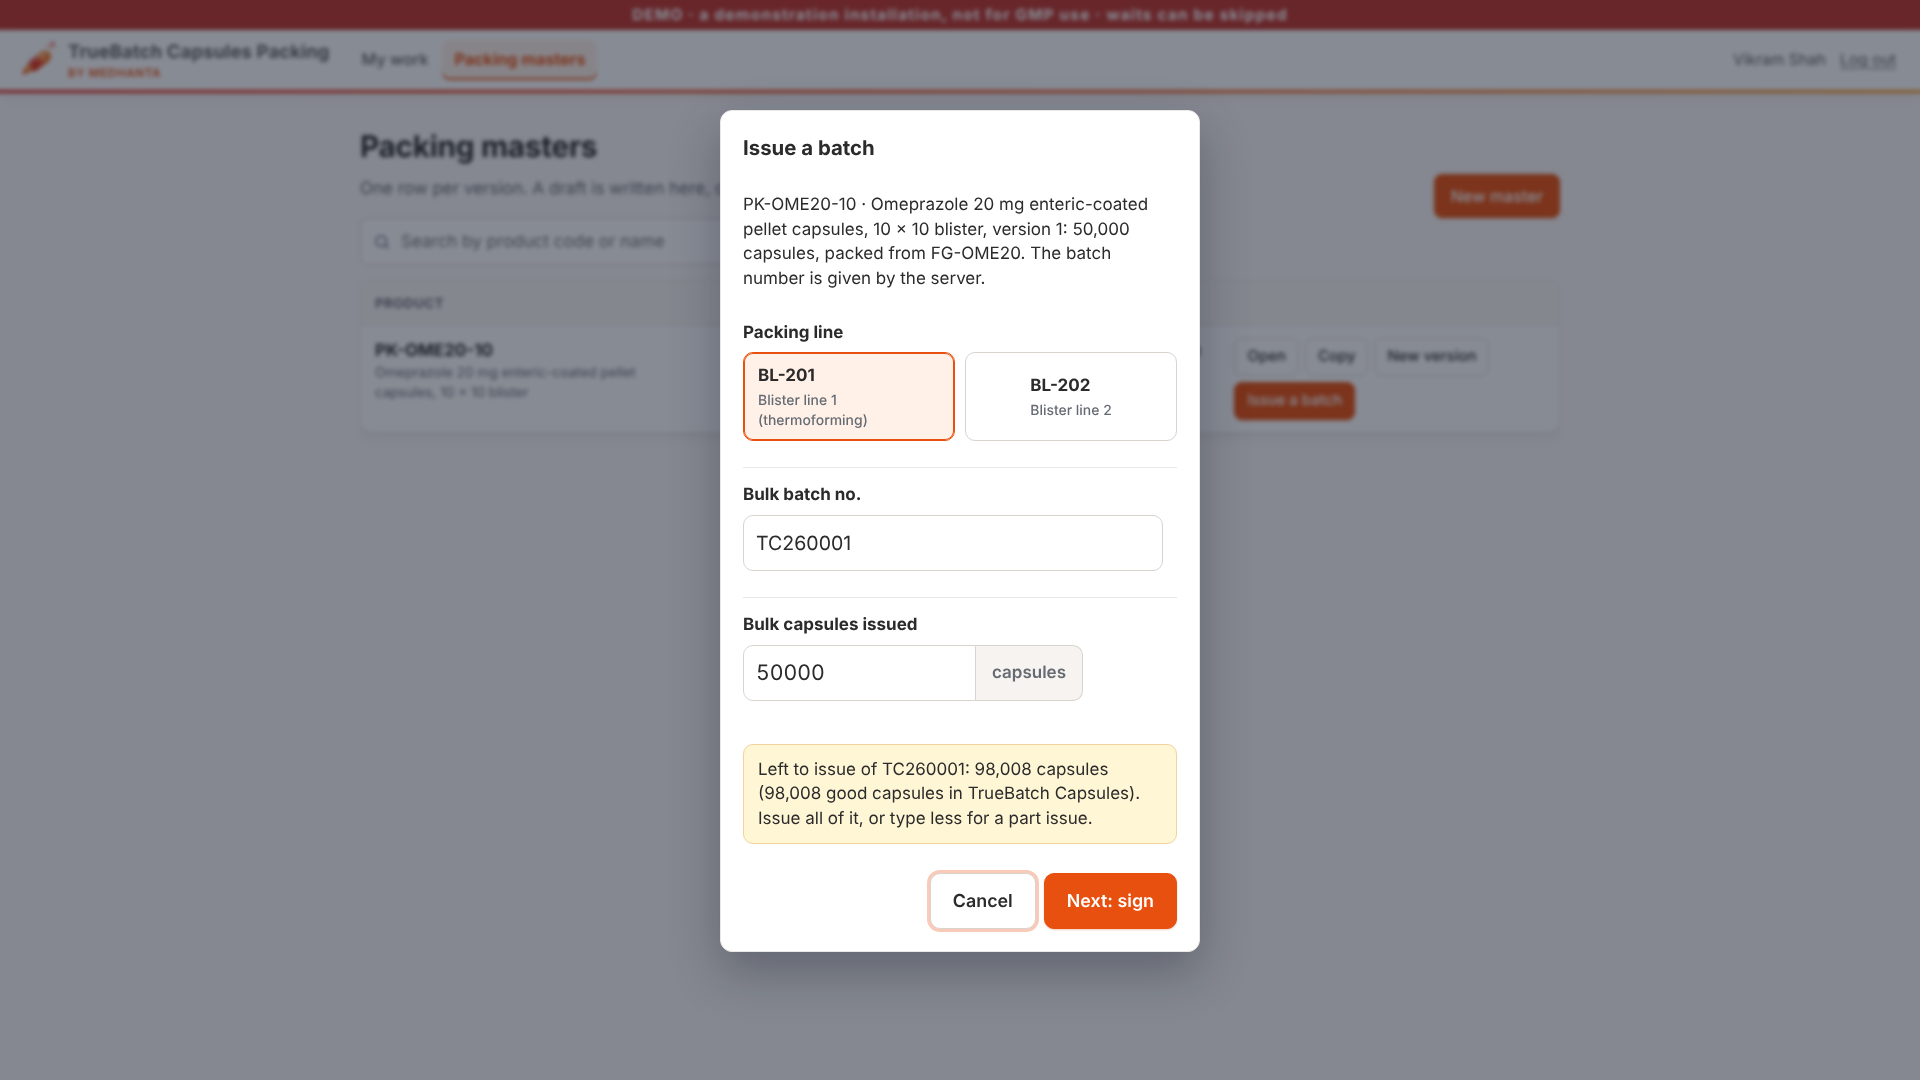 DEMO · a demonstration installation, not for GMP use · waits can be skipped
TrueBatch Capsules Packing
BY MEDHANTA
My work
Packing masters
Vikram Shah
Log out
Packing masters
One row per version. A draft is written here,
New master
Search by product code or name
PRODUCT
PK-OME20-10
Omeprazole 20 mg enteric-coated pellet
capsules, 10 × 10 blister
Open
Copy
New version
Issue a batch
Issue a batch
PK-OME20-10 · Omeprazole 20 mg enteric-coated
pellet capsules, 10 × 10 blister, version 1: 50,000
capsules, packed from FG-OME20. The batch
number is given by the server.
Packing line
BL-201
Blister line 1
(thermoforming)
BL-202
Blister line 2
Bulk batch no.
TC260001
Bulk capsules issued
50000
capsules
Left to issue of TC260001: 98,008 capsules
(98,008 good capsules in TrueBatch Capsules).
Issue all of it, or type less for a part issue.
Cancel
Next: sign